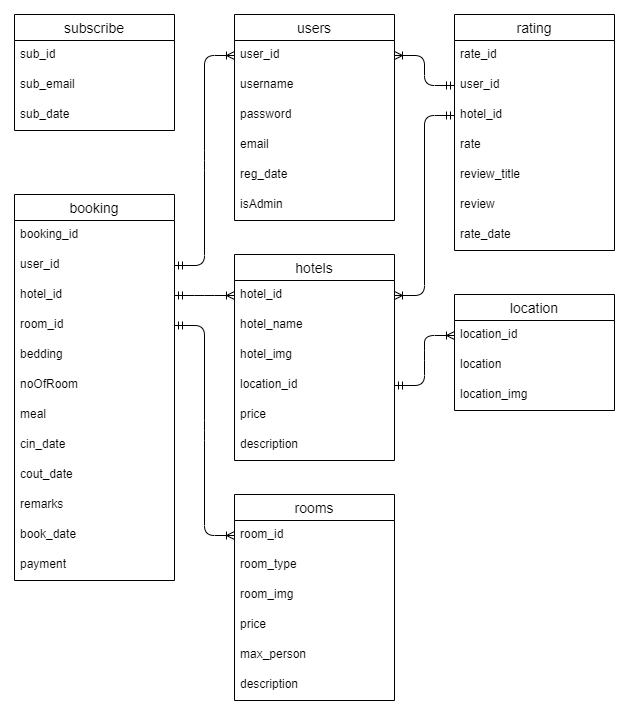 subscribe
sub_id
sub_email
sub_date
users
user_id
username
password
email
reg_date
isAdmin
rating
rate_id
user_id
hotel_id
rate
review_title
review
rate_date
booking
booking_id
user_id
hotel_id
room_id
bedding
noOfRoom
meal
cin_date
cout_date
remarks
book_date
payment
hotels
hotel_id
hotel_name
hotel_img
location_id
price
description
location
location_id
location
location_img
rooms
room_id
room_type
room_img
price
max_person
description